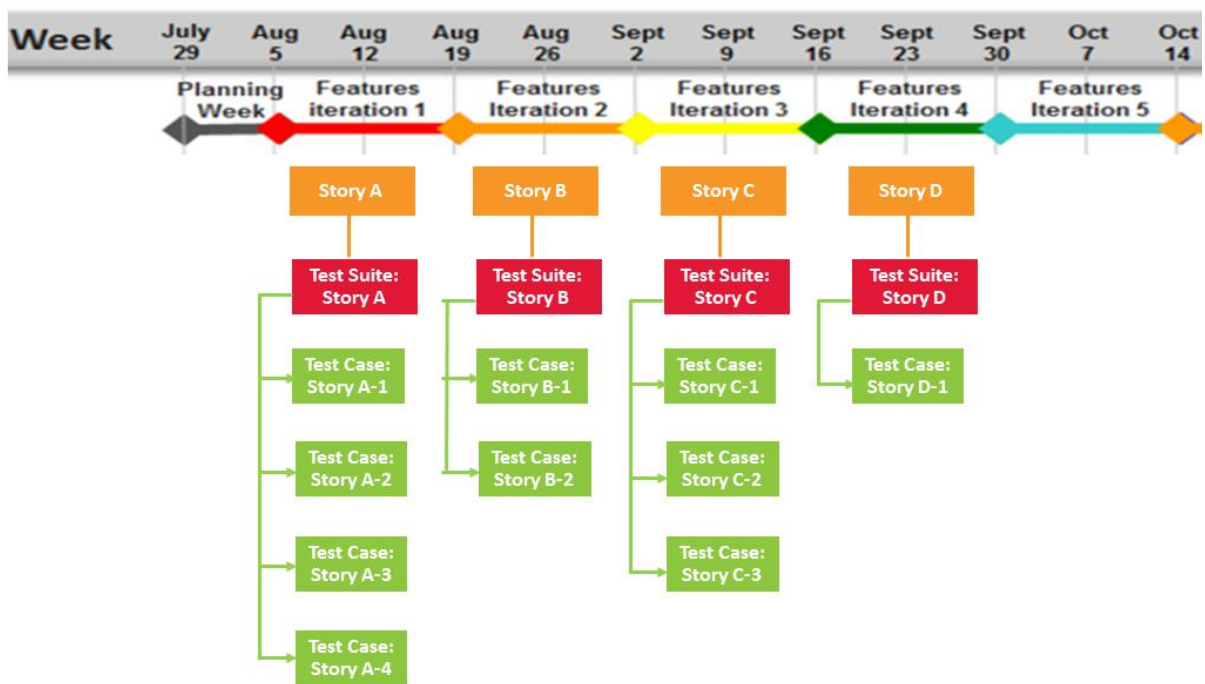 Week
July Aug Aug Aug Aug Sept Sept Sept Sept Sept Oct Oct
29 5 12 19 26 2 9 16 23 30 7 14
Planning Features Features Features Features Features
Week iteration 1 Iteration 2 Iteration 3 Iteration 4 Iteration 5
Story A Story B Story C Story D
Test Suite: Test Suite: Test Suite: Test Suite:
Story A Story B Story C Story D
Test Case: Test Case: Test Case: Test Case:
Story A-1 Story B-1 Story C-1 Story D-1
Test Case: Test Case: Test Case:
Story A-2 Story B-2 Story C-2
Test Case: Test Case:
Story A-3 Story C-3
Test Case:
Story A-4